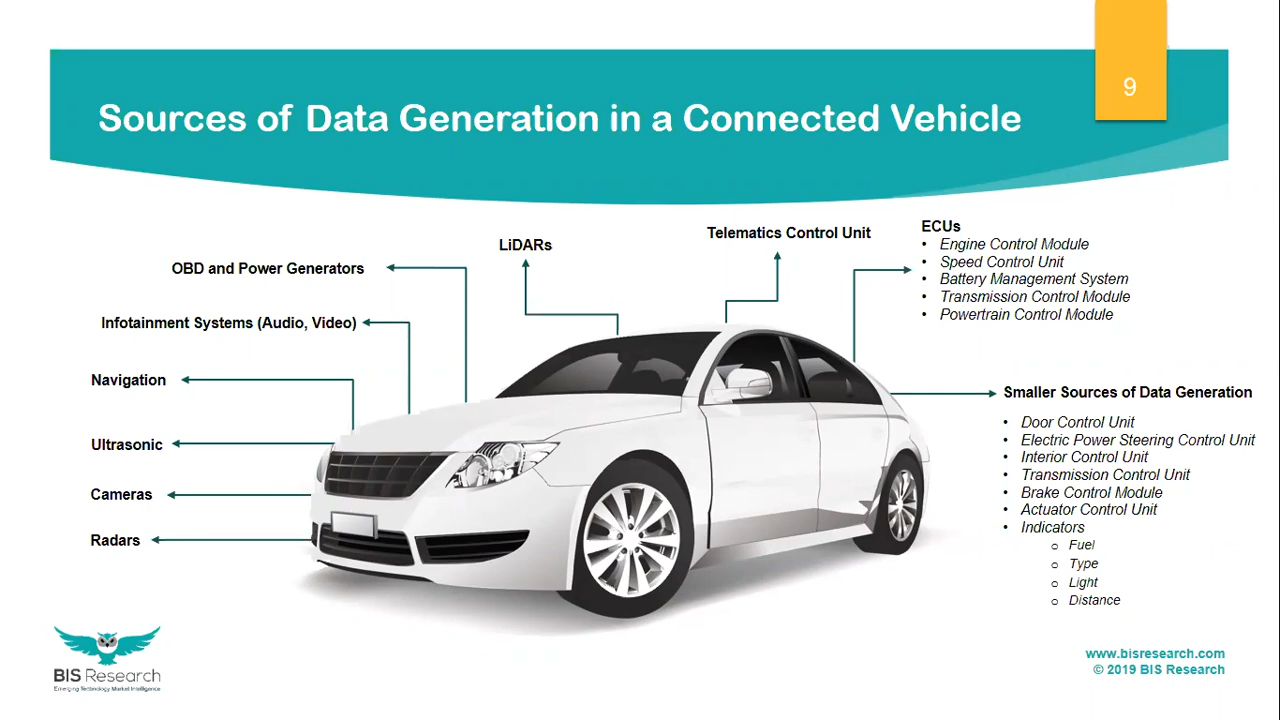 9
Sources of Data Generation in a Connected Vehicle
LiDARs
Telematics Control Unit
OBD and Power Generators
Infotainment Systems (Audio, Video)
Navigation
Ultrasonic
Cameras
Radars
ECUs
• Engine Control Module
• Speed Control Unit
• Battery Management System
• Transmission Control Module
• Powertrain Control Module
Smaller Sources of Data Generation
• Door Control Unit
• Electric Power Steering Control Unit
• Interior Control Unit
• Transmission Control Unit
• Brake Control Module
• Actuator Control Unit
• Indicators
o Fuel
o Type
o Light
o Distance
BIS Research
Emerging Technology Market Intelligence
www.bisresearch.com
© 2019 BIS Research